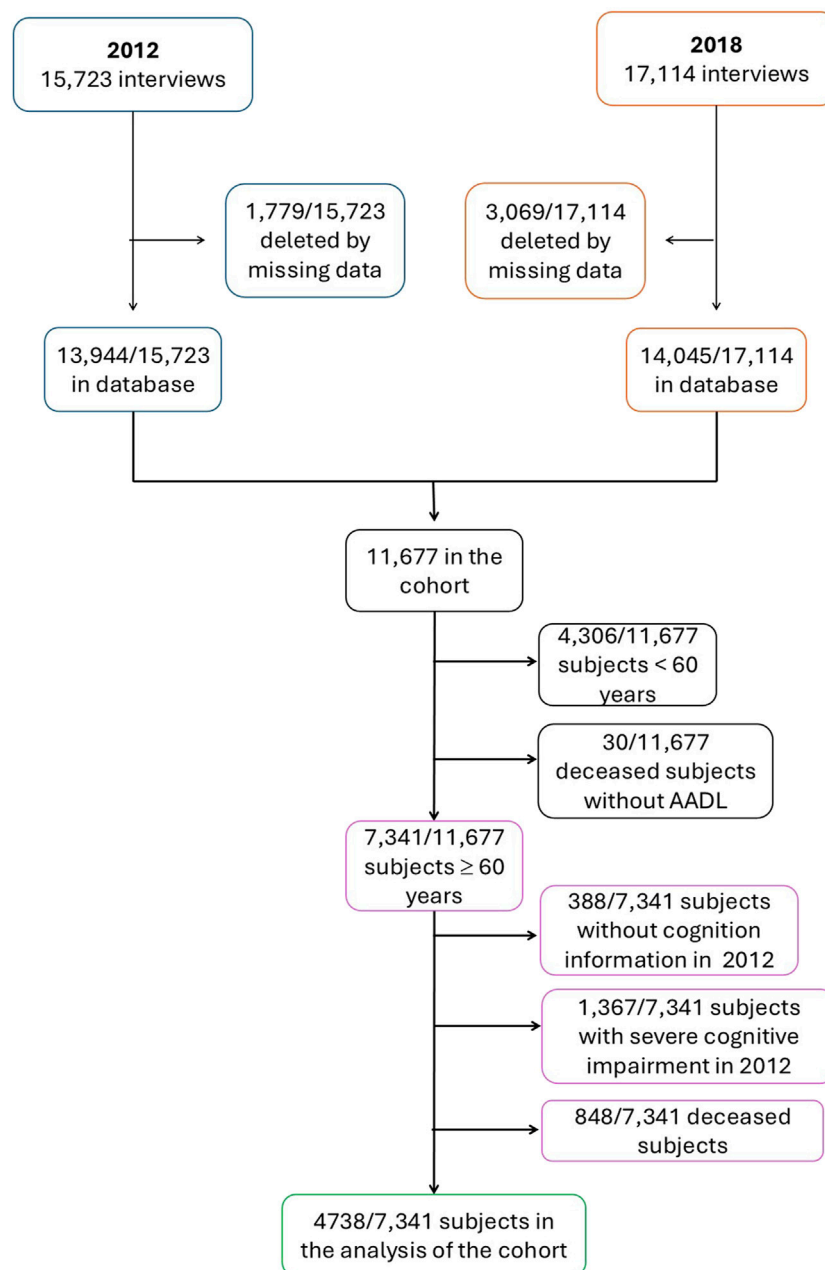 2012
15,723 interviews
2018
17,114 interviews
1,779/15,723
deleted by
missing data
3,069/17,114
deleted by
missing data
13,944/15,723
in database
14,045/17,114
in database
11,677 in the
cohort
4,306/11,677
subjects < 60
years
30/11,677
deceased subjects
without AADL
7,341/11,677
subjects ≥ 60
years
388/7,341 subjects
without cognition
information in 2012
1,367/7,341 subjects
with severe cognitive
impairment in 2012
848/7,341 deceased
subjects
4738/7,341 subjects in
the analysis of the cohort